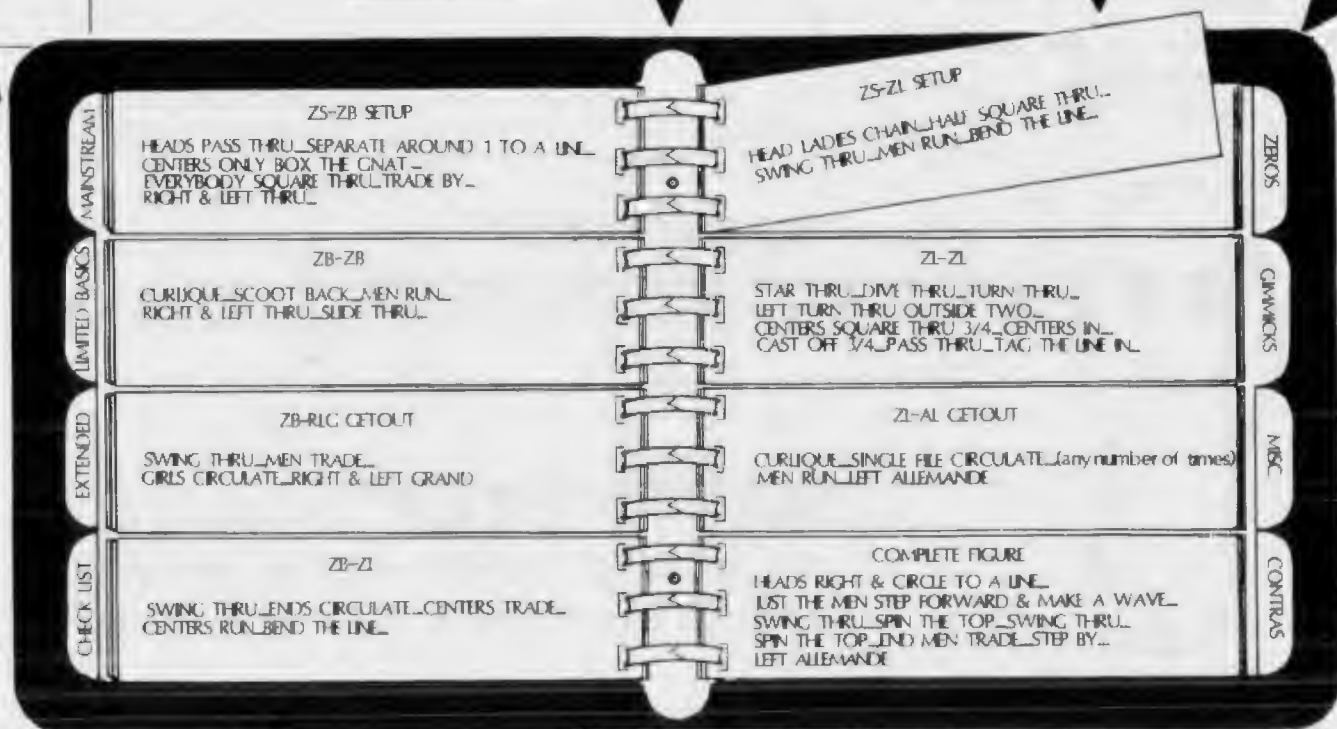 MAINSTREAM
ZS-ZB SETUP
HEADS PASS THRU_SEPARATE AROUND 1 TO A LINE_
CENTERS ONLY BOX THE GNAT_
EVERYBODY SQUARE THRU_TRADE BY_
RIGHT & LEFT THRU_
ZS-ZL SETUP
HEAD LADIES CHAIN_HALF SQUARE THRU_
SWING THRU_MEN RUN_BEND THE LINE_
ZEROS
LIMITED BASICS
ZB-ZB
CURLIQUE_SCOOT BACK_MEN RUN_
RIGHT & LEFT THRU_SLIDE THRU_
ZL-ZL
STAR THRU_DIVE THRU_TURN THRU_
LEFT TURN THRU OUTSIDE TWO_
CENTERS SQUARE THRU 3/4_CENTERS IN_
CAST OFF 3/4_PASS THRU_TAG THE LINE IN_
GIMMICKS
EXTENDED
ZB-RLG GETOUT
SWING THRU_MEN TRADE_
GIRLS CIRCULATE_RIGHT & LEFT GRAND
ZL-AL GETOUT
CURLIQUE_SINGLE FILE CIRCULATE_(any number of times)
MEN RUN_LEFT ALLEMANDE
MISC
CHECK LIST
ZB-ZL
SWING THRU_ENDS CIRCULATE_CENTERS TRADE_
CENTERS RUN_BEND THE LINE_
COMPLETE FIGURE
HEADS RIGHT & CIRCLE TO A LINE_
JUST THE MEN STEP FORWARD & MAKE A WAVE_
SWING THRU_SPIN THE TOP_SWING THRU_
SPIN THE TOP_END MEN TRADE_STEP BY_
LEFT ALLEMANDE
CONTRAS